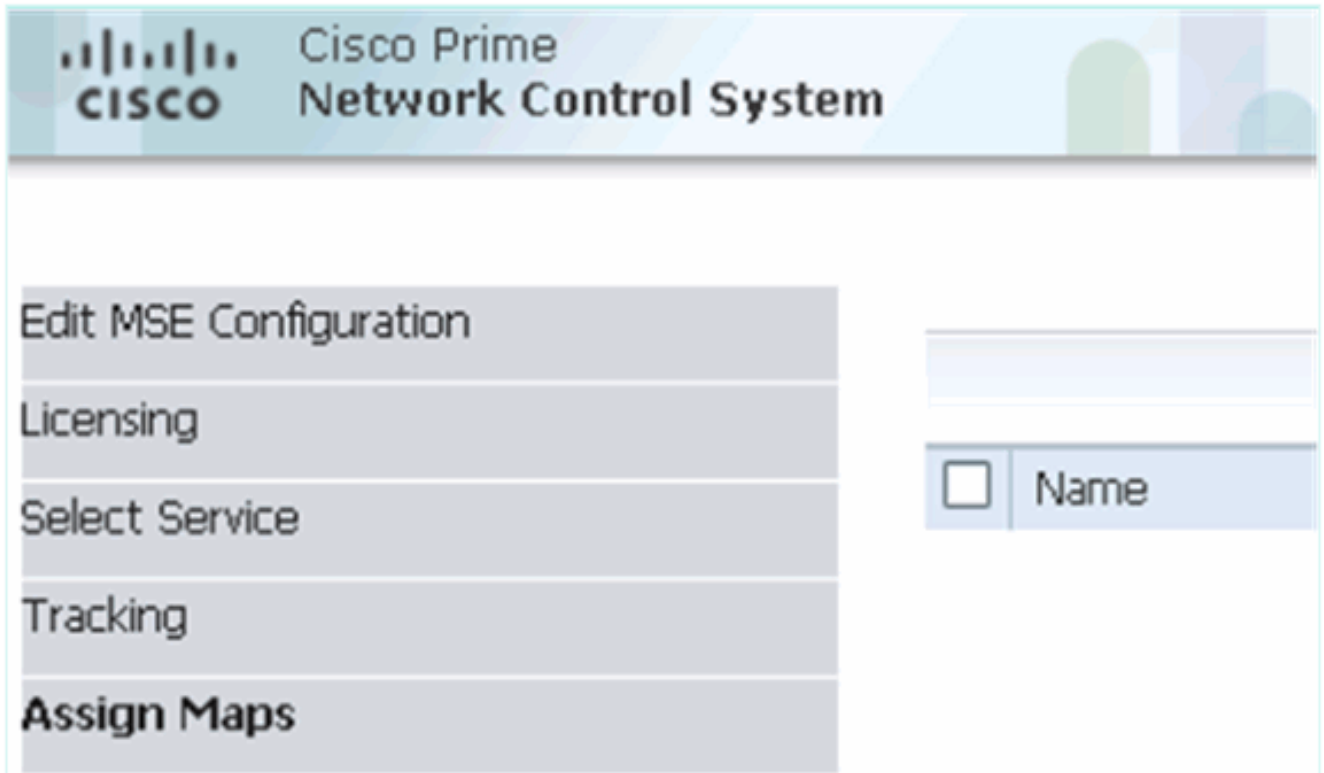 Cisco Prime
CISCO Network Control System
Edit MSE Configuration
Licensing
Name
Select Service
Tracking
Assign Maps